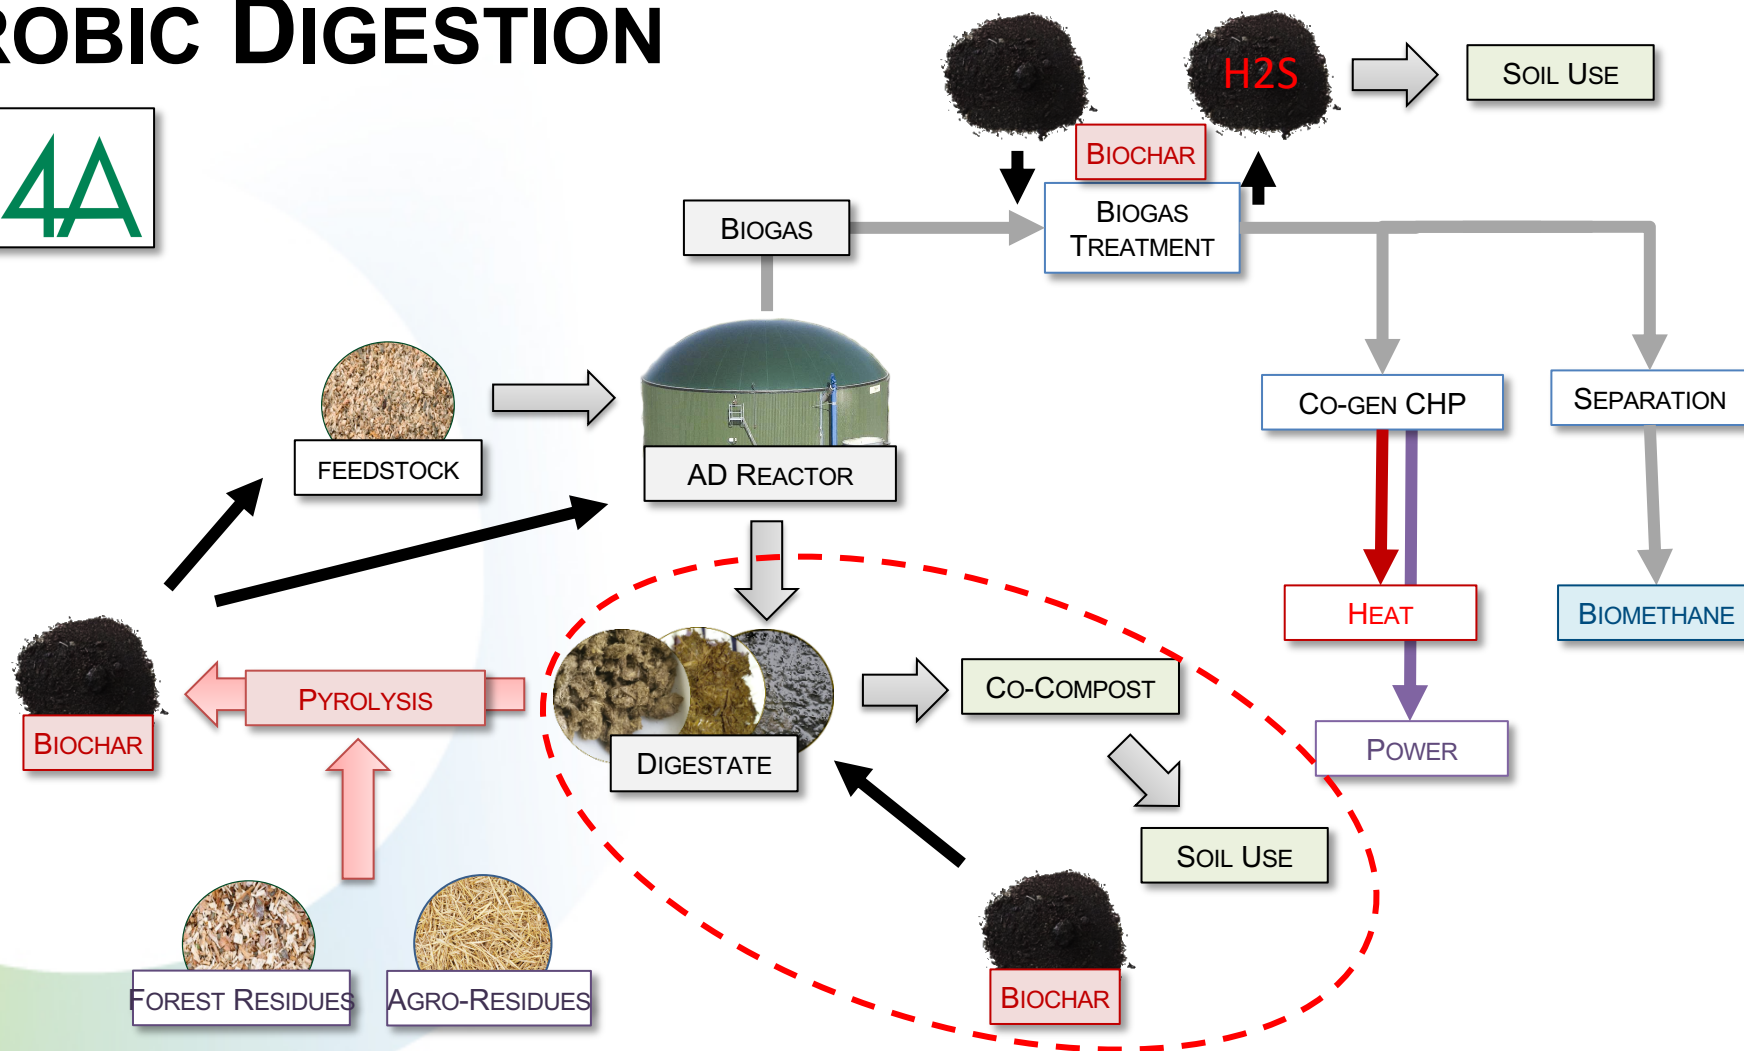 ROBIC DIGESTION
4A
H2S
SOIL USE
BIOCHAR
BIOGAS
BIOGAS
TREATMENT
FEEDSTOCK
AD REACTOR
CO-GEN CHP
SEPARATION
HEAT
BIOMETHANE
PYROLYSIS
BIOCHAR
CO-COMPOST
DIGESTATE
POWER
SOIL USE
FOREST RESIDUES
AGRO-RESIDUES
BIOCHAR